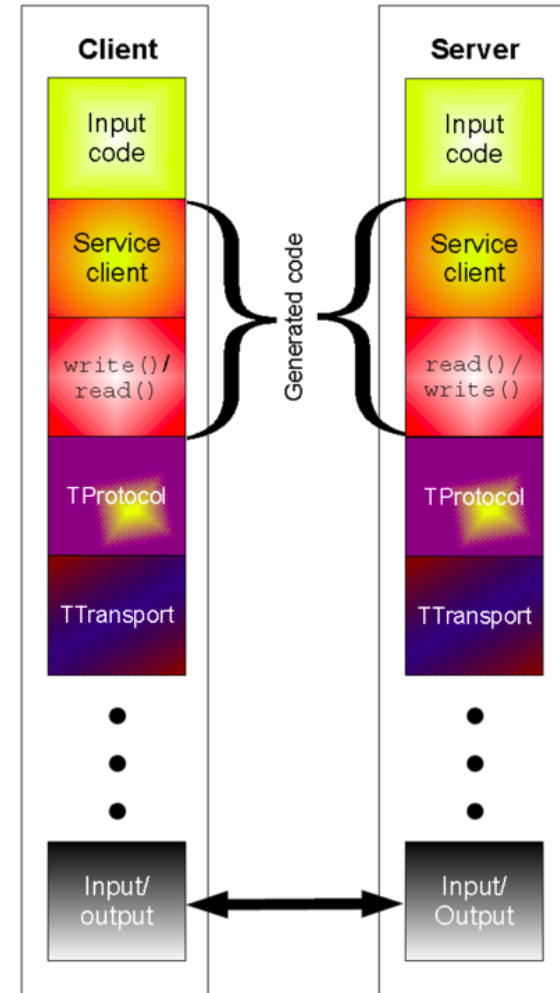 Client
Input
code
Service
client
write()/
read()
TProtocol
TTransport
Input/
output
Generated code
Server
Input
code
Service
client
read()/
write()
TProtocol
TTransport
Input/
Output